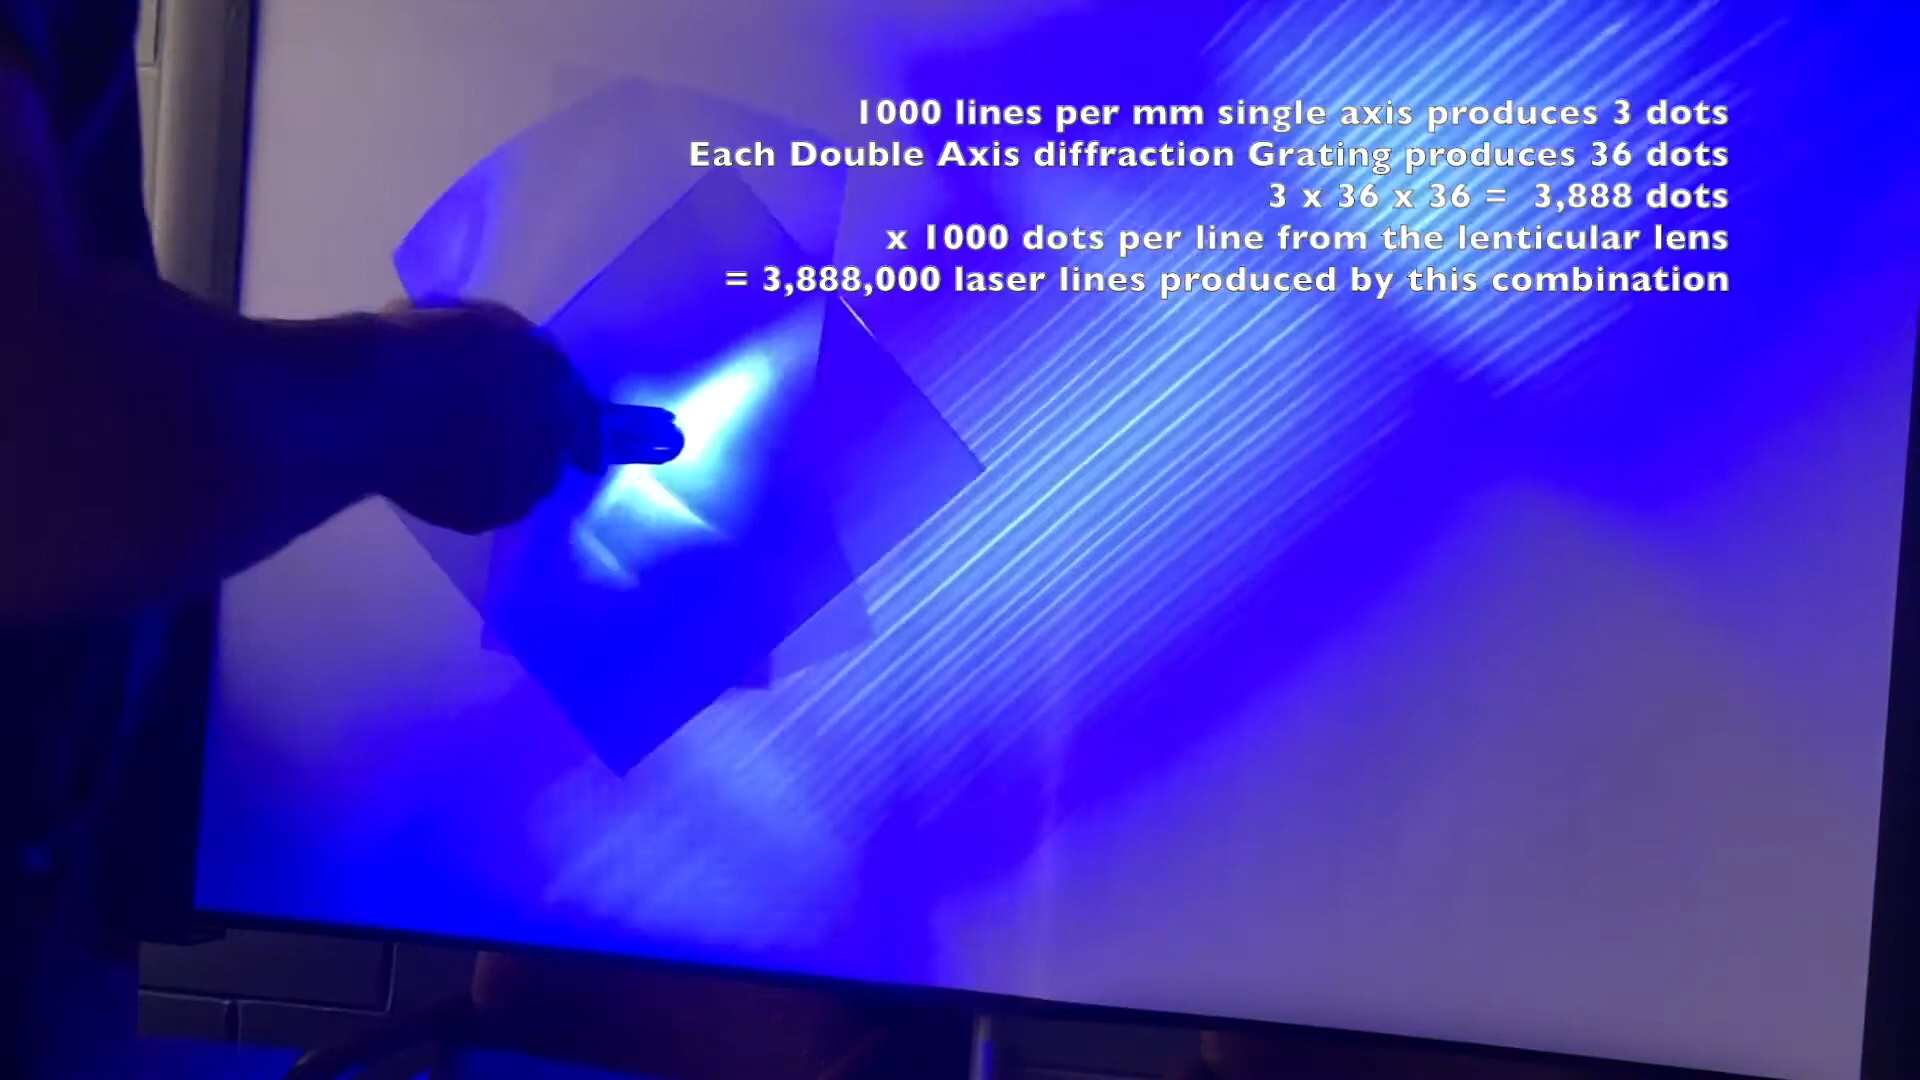 1000 lines per mm single axis produces 3 dots
Each Double Axis diffraction Grating produces 36 dots
3 x 36 x 36 = 3,888 dots
x 1000 dots per line from the lenticular lens
= 3,888,000 laser lines produced by this combination